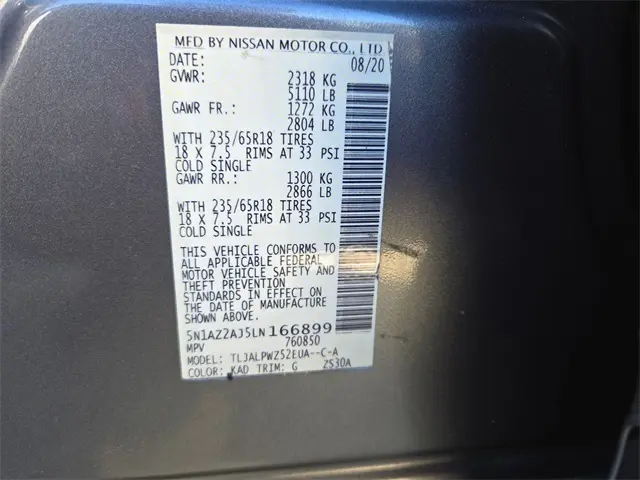 MFD BY NISSAN MOTOR CO., LTD
DATE: 08/20
GVWR: 2318 KG
5110 LB
GAWR FR.: 1272 KG
2804 LB
WITH 235/65R18 TIRES
18 X 7.5 RIMS AT 33 PSI
COLD SINGLE
GAWR RR.: 1300 KG
2866 LB
WITH 235/65R18 TIRES
18 X 7.5 RIMS AT 33 PSI
COLD SINGLE
THIS VEHICLE CONFORMS TO
ALL APPLICABLE FEDERAL
MOTOR VEHICLE SAFETY AND
THEFT PREVENTION
STANDARDS IN EFFECT ON
THE DATE OF MANUFACTURE
SHOWN ABOVE.
5N1AZ2AJ5LN166899
MPV 760850
MODEL: TLJALPWZ52EUA--C-A
COLOR: KAD TRIM: G ZS30A